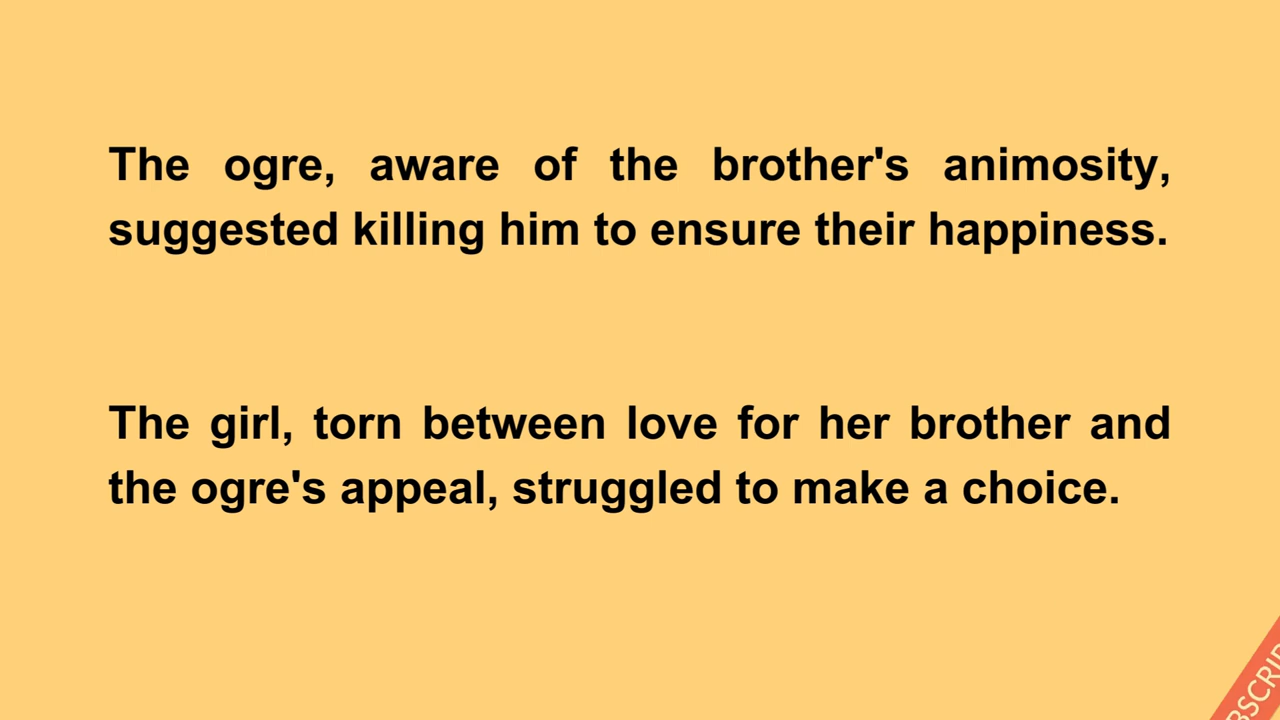 The ogre, aware of the brother's animosity,
suggested killing him to ensure their happiness.
The girl, torn between love for her brother and
the ogre's appeal, struggled to make a choice.